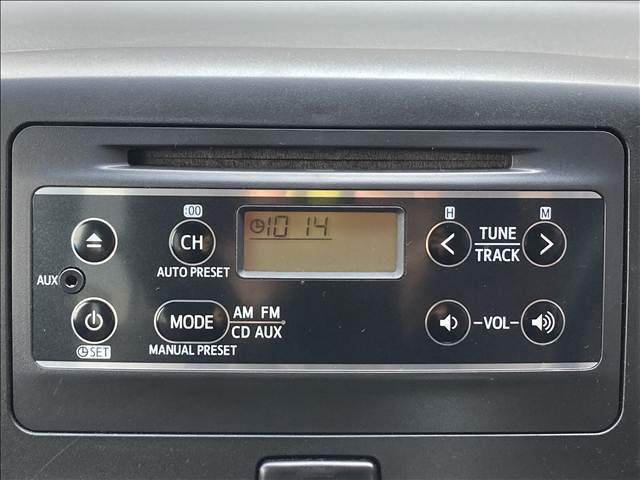 :00
H
M
10 14
CH
TUNE
TRACK
AUTO PRESET
AUX
MODE
AM FM
CD AUX
-VOL-
SET
MANUAL PRESET